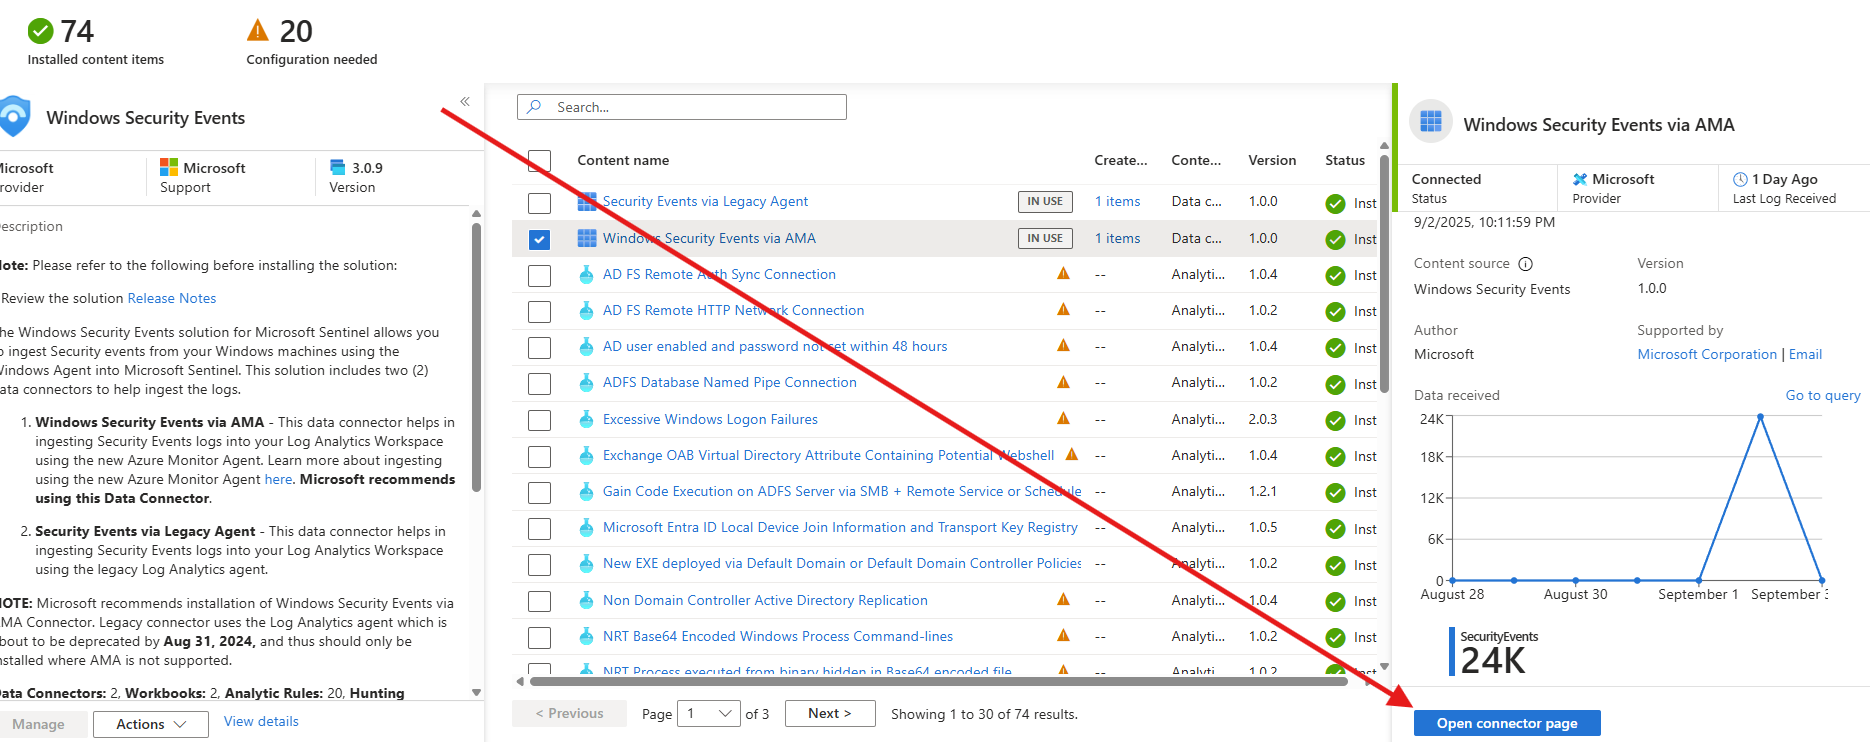 74
Installed content items
20
Configuration needed
«
Windows Security Events
Microsoft
Support
3.0.9
Version
Note: Please refer to the following before installing the solution:
Review the solution Release Notes
Windows Security Events solution for Microsoft Sentinel allows you
ingest Security events from your Windows machines using the
Windows Agent into Microsoft Sentinel. This solution includes two (2)
connectors to help ingest the logs.
1. Windows Security Events via AMA - This data connector helps in
ingesting Security Events logs into your Log Analytics Workspace
using the new Azure Monitor Agent. Learn more about ingesting
using the new Azure Monitor Agent here. Microsoft recommends
using this Data Connector.
2. Security Events via Legacy Agent - This data connector helps in
ingesting Security Events logs into your Log Analytics Workspace
using the legacy Log Analytics agent.
NOTE: Microsoft recommends installation of Windows Security Events via
AMA Connector. Legacy connector uses the Log Analytics agent which is
about to be deprecated by Aug 31, 2024, and thus should only be
installed where AMA is not supported.
Data Connectors: 2, Workbooks: 2, Analytic Rules: 20, Hunting
Manage
Actions
View details
Search...
Content name Create... Conte... Version Status
Security Events via Legacy Agent IN USE 1 items Data c... 1.0.0 Inst
Windows Security Events via AMA IN USE 1 items Data c... 1.0.0 Inst
AD FS Remote Auth Sync Connection -- Analyti... 1.0.4 Inst
AD FS Remote HTTP Network Connection -- Analyti... 1.0.2 Inst
AD user enabled and password not set within 48 hours -- Analyti... 1.0.4 Inst
ADFS Database Named Pipe Connection -- Analyti... 1.0.2 Inst
Excessive Windows Logon Failures -- Analyti... 2.0.3 Inst
Exchange OAB Virtual Directory Attribute Containing Potential Webshell -- Analyti... 1.0.4 Inst
Gain Code Execution on ADFS Server via SMB + Remote Service or Schedule -- Analyti... 1.2.1 Inst
Microsoft Entra ID Local Device Join Information and Transport Key Registry -- Analyti... 1.0.5 Inst
New EXE deployed via Default Domain or Default Domain Controller Policies -- Analyti... 1.0.2 Inst
Non Domain Controller Active Directory Replication -- Analyti... 1.0.4 Inst
NRT Base64 Encoded Windows Process Command-lines -- Analyti... 1.0.2 Inst
NRT Process executed from binary hidden in Base64 encoded file -- Analyti... 1.0.2 Inst
< Previous Page 1 of 3 Next > Showing 1 to 30 of 74 results.
Windows Security Events via AMA
Connected
Status
Microsoft
Provider
1 Day Ago
Last Log Received
9/2/2025, 10:11:59 PM
Content source Version
Windows Security Events 1.0.0
Author Supported by
Microsoft Microsoft Corporation | Email
Data received Go to query
24K
18K
12K
6K
0
August 28 August 30 September 1 September 3
SecurityEvents
24K
Open connector page